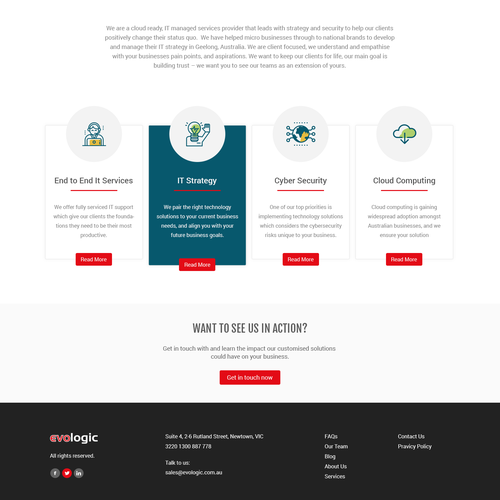 We are a cloud ready, IT managed services provider that leads with strategy and security to help our clients
positively change their status quo. We have helped micro businesses through to national brands to develop
and manage their IT strategy in Geelong, Australia. We are client focused, we understand and empathise
with your businesses pain points, and aspirations. We want to keep our clients for life, our main goal is
building trust – we want you to see our teams as an extension of yours.
End to End It Services
We offer fully serviced IT support
which give our clients the founda-
tions they need to be their most
productive.
Read More
IT Strategy
We pair the right technology
solutions to your current business
needs, and align you with your
future business goals.
Read More
Cyber Security
One of our top priorities is
implementing technology solutions
which considers the cybersecurity
risks unique to your business.
Read More
Cloud Computing
Cloud computing is gaining
widespread adoption amongst
Australian businesses, and we
ensure your solution
Read More
WANT TO SEE US IN ACTION?
Get in touch with and learn the impact our customised solutions
could have on your business.
Get in touch now
evologic
All rights reserved.
Suite 4, 2-6 Rutland Street, Newtown, VIC
3220 1300 887 778
Talk to us:
sales@evologic.com.au
FAQs
Our Team
Blog
About Us
Services
Contact Us
Pravicy Policy